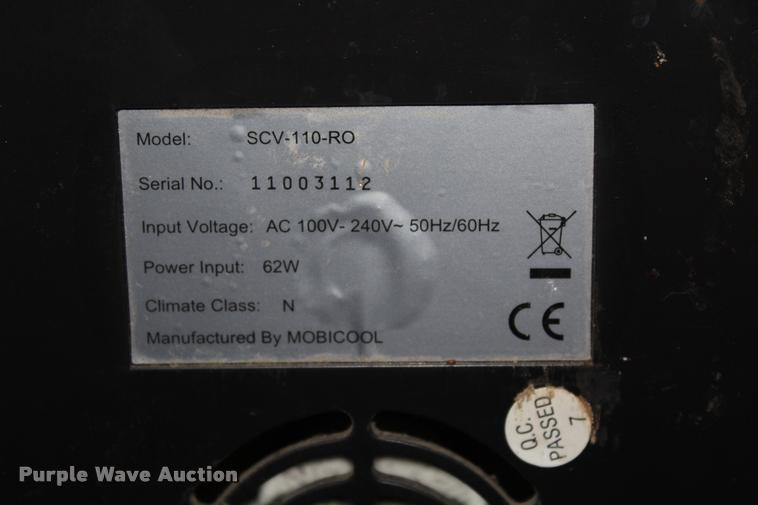 Model: SCV-110-RO
Serial No.: 11003112
Input Voltage: AC 100V- 240V~ 50Hz/60Hz
Power Input: 62W
Climate Class: N
Manufactured By MOBICOOL
CE
Q.C.
PASSED
7
Purple Wave Auction